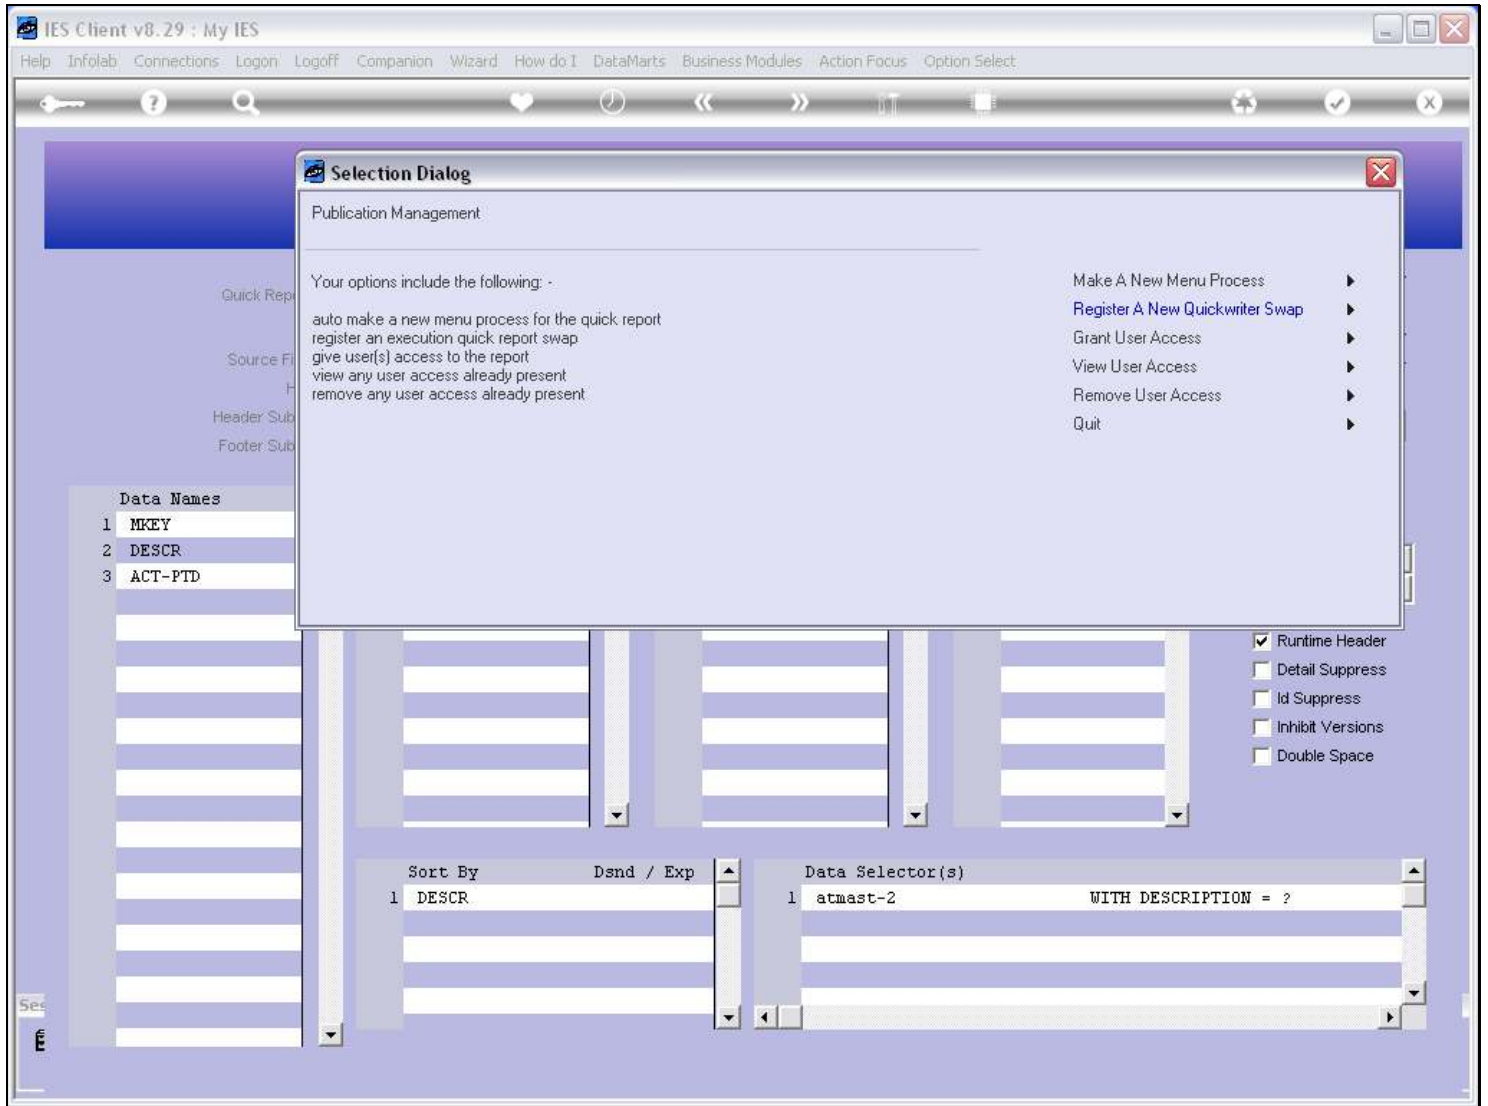 IES Client v8.29 : My IES
Help Infolab Connections Logon Logoff Companion Wizard How do I DataMarts Business Modules Action Focus Option Select
Selection Dialog
Publication Management
Your options include the following: -
auto make a new menu process for the quick report
register an execution quick report swap
give user(s) access to the report
view any user access already present
remove any user access already present
Make A New Menu Process
Register A New Quickwriter Swap
Grant User Access
View User Access
Remove User Access
Quit
Quick Rep
Source Fi
H
Header Sub
Footer Sub
Data Names
1 MKEY
2 DESCR
3 ACT-PTD
Runtime Header
Detail Suppress
Id Suppress
Inhibit Versions
Double Space
Sort By Dsnd / Exp
1 DESCR
Data Selector(s)
1 atmast-2 WITH DESCRIPTION = ?
Ses